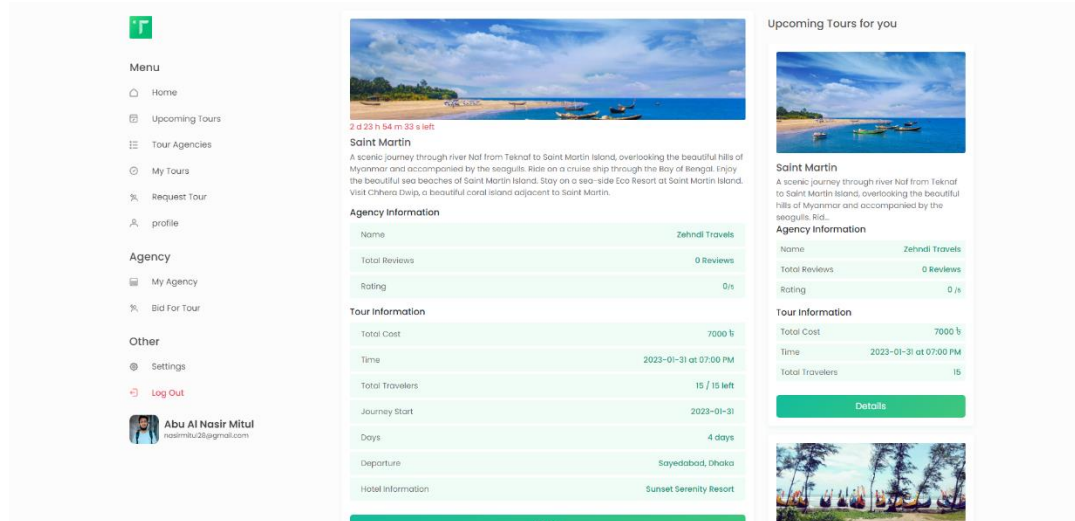 Menu
Home
Upcoming Tours
Tour Agencies
My Tours
Request Tour
profile
Agency
My Agency
Bid For Tour
Other
Settings
Log Out
Abu Al Nasir Mitul
nasirmitul28@gmail.com
2 d 23 h 54 m 33 s left
Saint Martin
A scenic journey through river Naf from Teknaf to Saint Martin Island, overlooking the beautiful hills of
Myanmar and accompanied by the seagulls. Ride on a cruise ship through the Bay of Bengal. Enjoy
the beautiful sea beaches of Saint Martin Island. Stay on a sea-side Eco Resort at Saint Martin Island.
Visit Chhera Dwip, a beautiful coral island adjacent to Saint Martin.
Agency Information
Name Zehndi Travels
Total Reviews 0 Reviews
Rating 0/5
Tour Information
Total Cost 7000 ৳
Time 2023-01-31 at 07:00 PM
Total Travelers 15 / 15 left
Journey Start 2023-01-31
Days 4 days
Departure Sayedabad, Dhaka
Hotel Information Sunset Serenity Resort
Upcoming Tours for you
Saint Martin
A scenic journey through river Naf from Teknaf
to Saint Martin Island, overlooking the beautiful
hills of Myanmar and accompanied by the
seagulls. Rid...
Agency Information
Name Zehndi Travels
Total Reviews 0 Reviews
Rating 0 /5
Tour Information
Total Cost 7000 ৳
Time 2023-01-31 at 07:00 PM
Total Travelers 15
Details